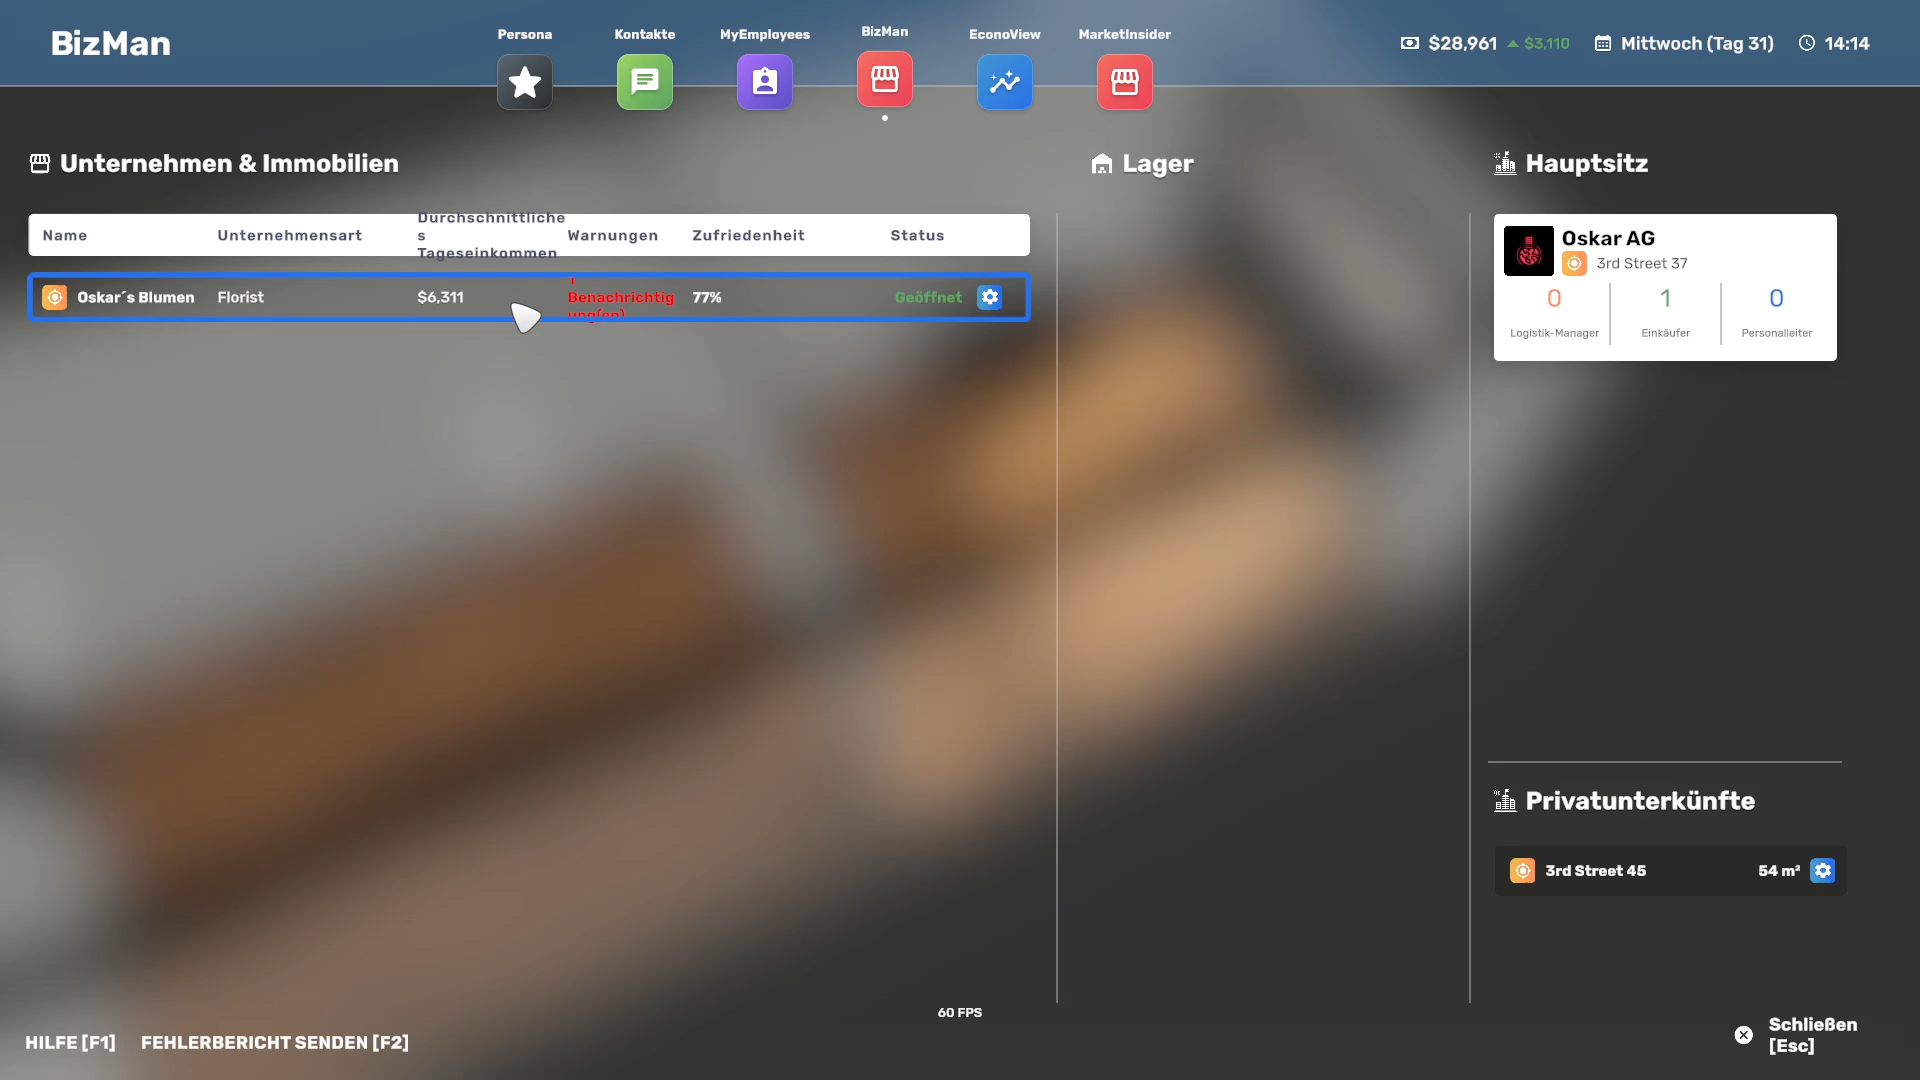 BizMan
Persona
Kontakte
MyEmployees
BizMan
EconoView
MarketInsider
$28,961
$3,110
Mittwoch (Tag 31)
14:14
Unternehmen & Immobilien
Name
Unternehmensart
Durchschnittliche
s
Tageseinkommen
Warnungen
Zufriedenheit
Status
Oskar´s Blumen
Florist
$6,311
Benachrichtig
ung(en)
77%
Geöffnet
Lager
Hauptsitz
Oskar AG
3rd Street 37
0
1
0
Logistik-Manager
Einkäufer
Personalleiter
Privatunterkünfte
3rd Street 45
54 m²
60 FPS
HILFE [F1]
FEHLERBERICHT SENDEN [F2]
Schließen
[Esc]